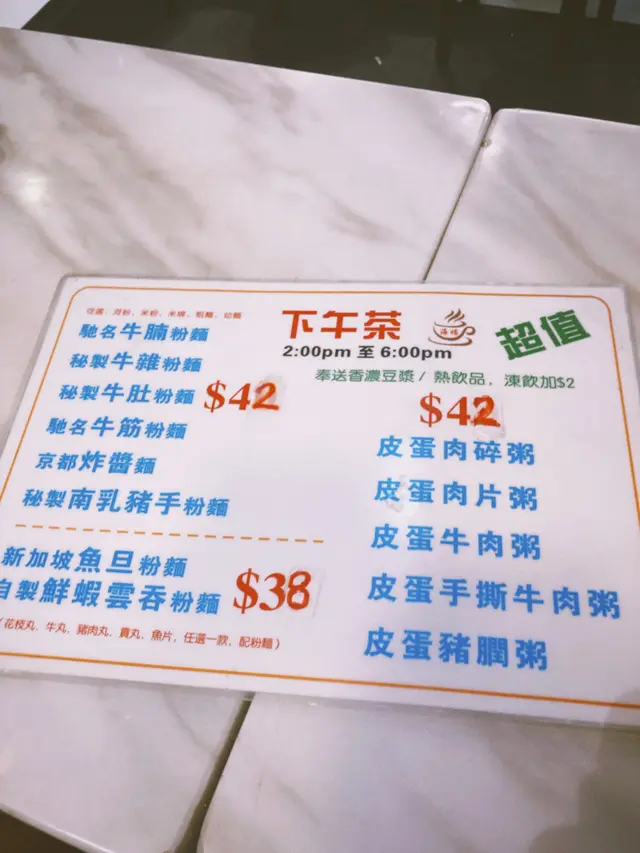 任選：河粉、米粉、米線、粗麵、幼麵
馳名牛腩粉麵
秘製牛雜粉麵
秘製牛肚粉麵 $42
馳名牛筋粉麵
京都炸醬麵
秘製南乳豬手粉麵
新加坡魚旦粉麵
自製鮮蝦雲吞粉麵 $38
(花枝丸、牛丸、豬肉丸、貢丸、魚片，任選一款，配粉麵)
下午茶
2:00pm 至 6:00pm
超值
奉送香濃豆漿 / 熱飲品，凍飲加$2
$42
皮蛋肉碎粥
皮蛋肉片粥
皮蛋牛肉粥
皮蛋手撕牛肉粥
皮蛋豬膶粥